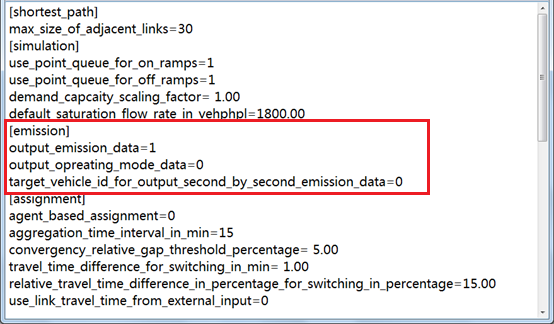 [shortest_path]
max_size_of_adjacent_links=30
[simulation]
use_point_queue_for_on_ramps=1
use_point_queue_for_off_ramps=1
demand_capcaity_scaling_factor= 1.00
default_saturation_flow_rate_in_vehphpl=1800.00
[emission]
output_emission_data=1
output_opreating_mode_data=0
target_vehicle_id_for_output_second_by_second_emission_data=0
[assignment]
agent_based_assignment=0
aggregation_time_interval_in_min=15
convergency_relative_gap_threshold_percentage= 5.00
travel_time_difference_for_switching_in_min= 1.00
relative_travel_time_difference_in_percentage_for_switching_in_percentage=15.00
use_link_travel_time_from_external_input=0